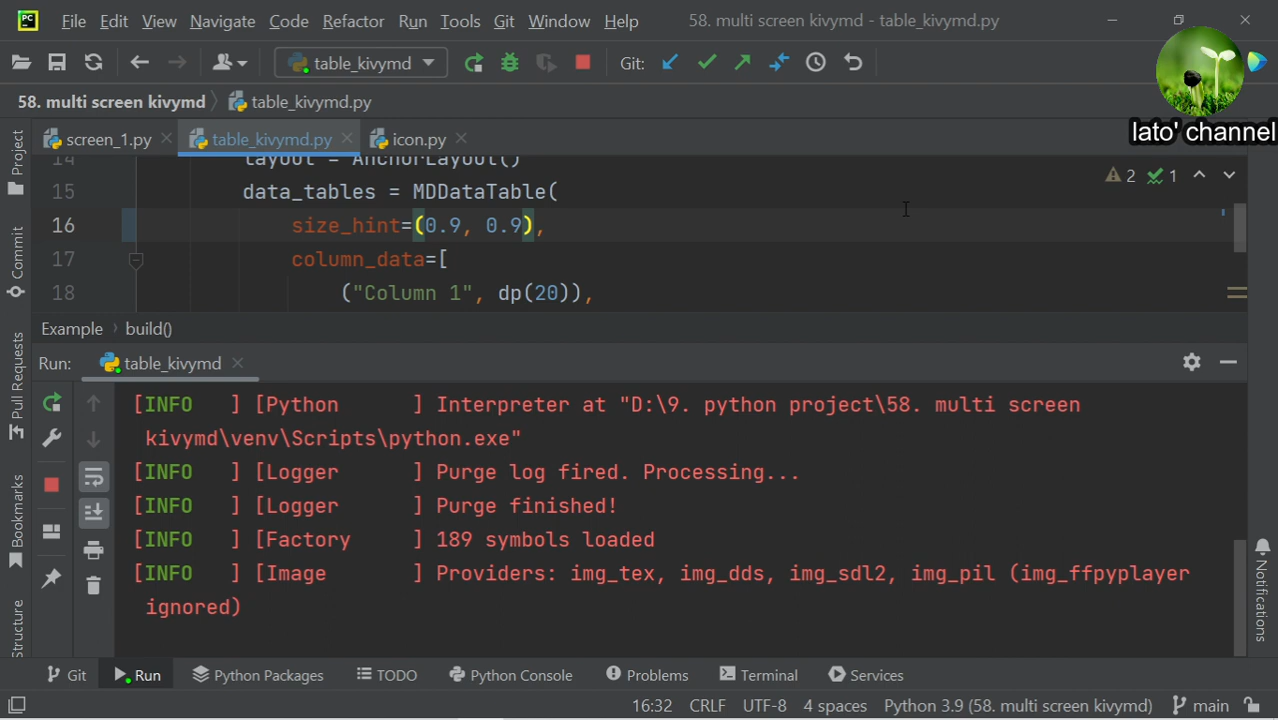 PC File Edit View Navigate Code Refactor Run Tools Git Window Help 58. multi screen kivymd - table_kivymd.py
table_kivymd Git:
58. multi screen kivymd table_kivymd.py
lato' channel
screen_1.py table_kivymd.py icon.py
14 layout = AnchorLayout()
15 data_tables = MDDataTable(
2 1
16 size_hint=(0.9, 0.9),
17 column_data=[
18 ("Column 1", dp(20)),
Example build()
Run: table_kivymd
[INFO ] [Python ] Interpreter at "D:\9. python project\58. multi screen
kivymd\venv\Scripts\python.exe"
[INFO ] [Logger ] Purge log fired. Processing...
[INFO ] [Logger ] Purge finished!
[INFO ] [Factory ] 189 symbols loaded
[INFO ] [Image ] Providers: img_tex, img_dds, img_sdl2, img_pil (img_ffpyplayer
ignored)
Project
Commit
Pull Requests
Bookmarks
Structure
Notifications
Git Run Python Packages TODO Python Console Problems Terminal Services
16:32 CRLF UTF-8 4 spaces Python 3.9 (58. multi screen kivymd) main